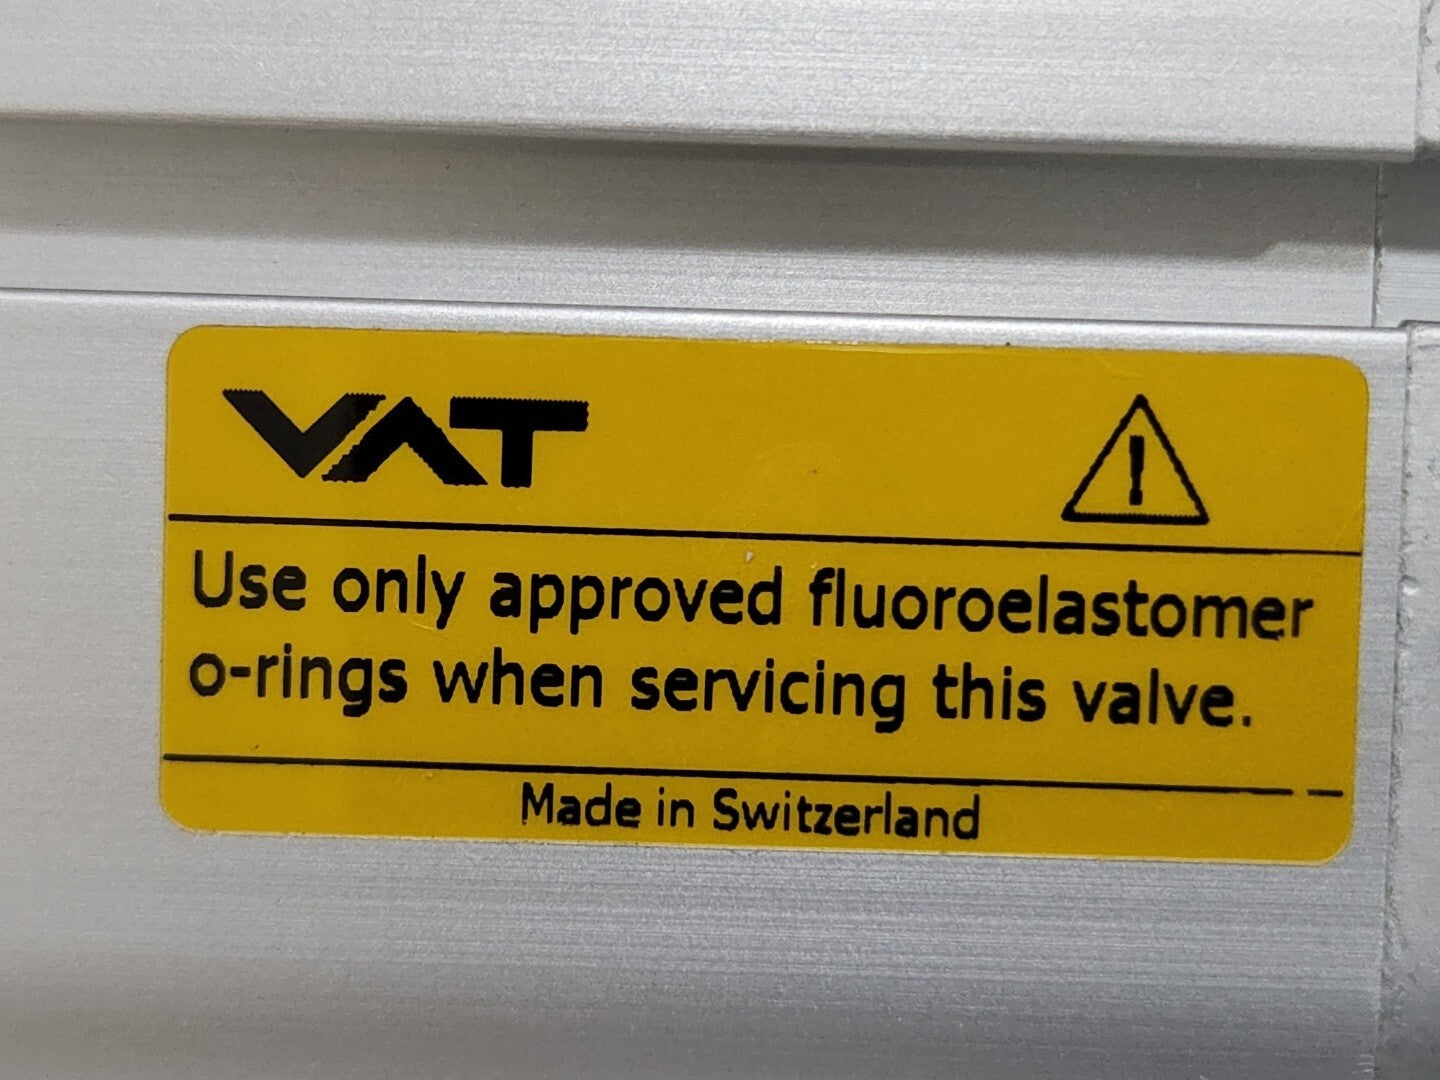 VAT
Use only approved fluoroelastomer
o-rings when servicing this valve.
Made in Switzerland